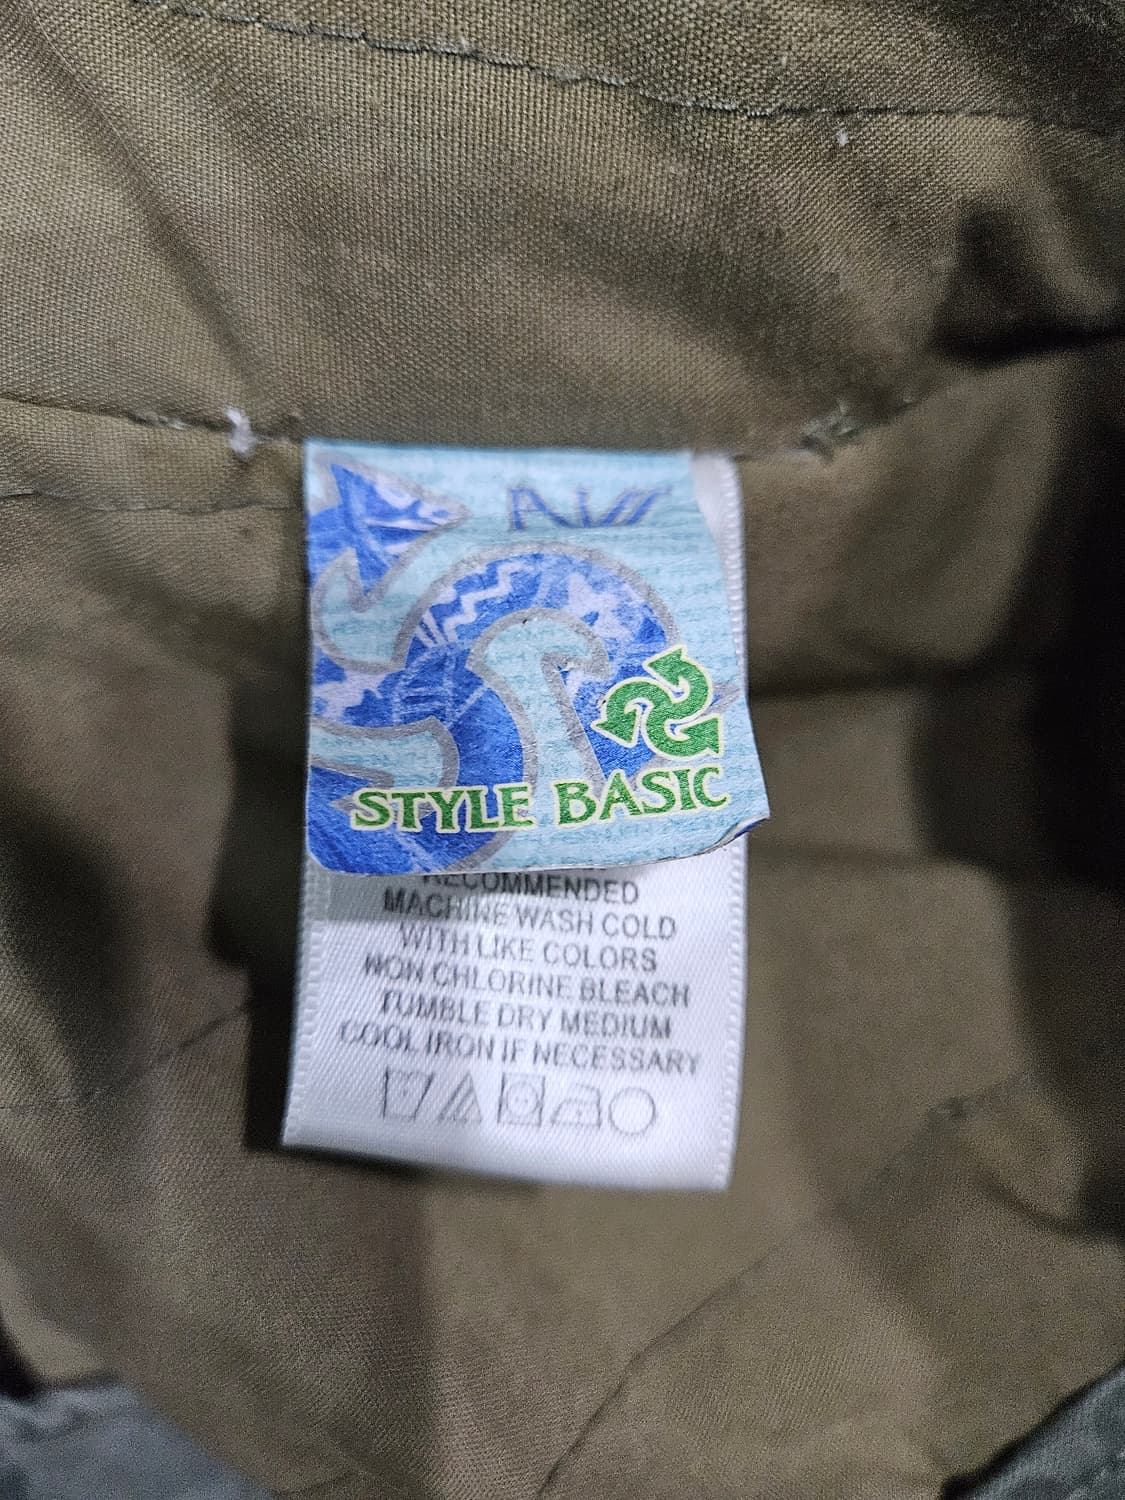 STYLE BASIC
RECOMMENDED
MACHINE WASH COLD
WITH LIKE COLORS
NON CHLORINE BLEACH
TUMBLE DRY MEDIUM
COOL IRON IF NECESSARY